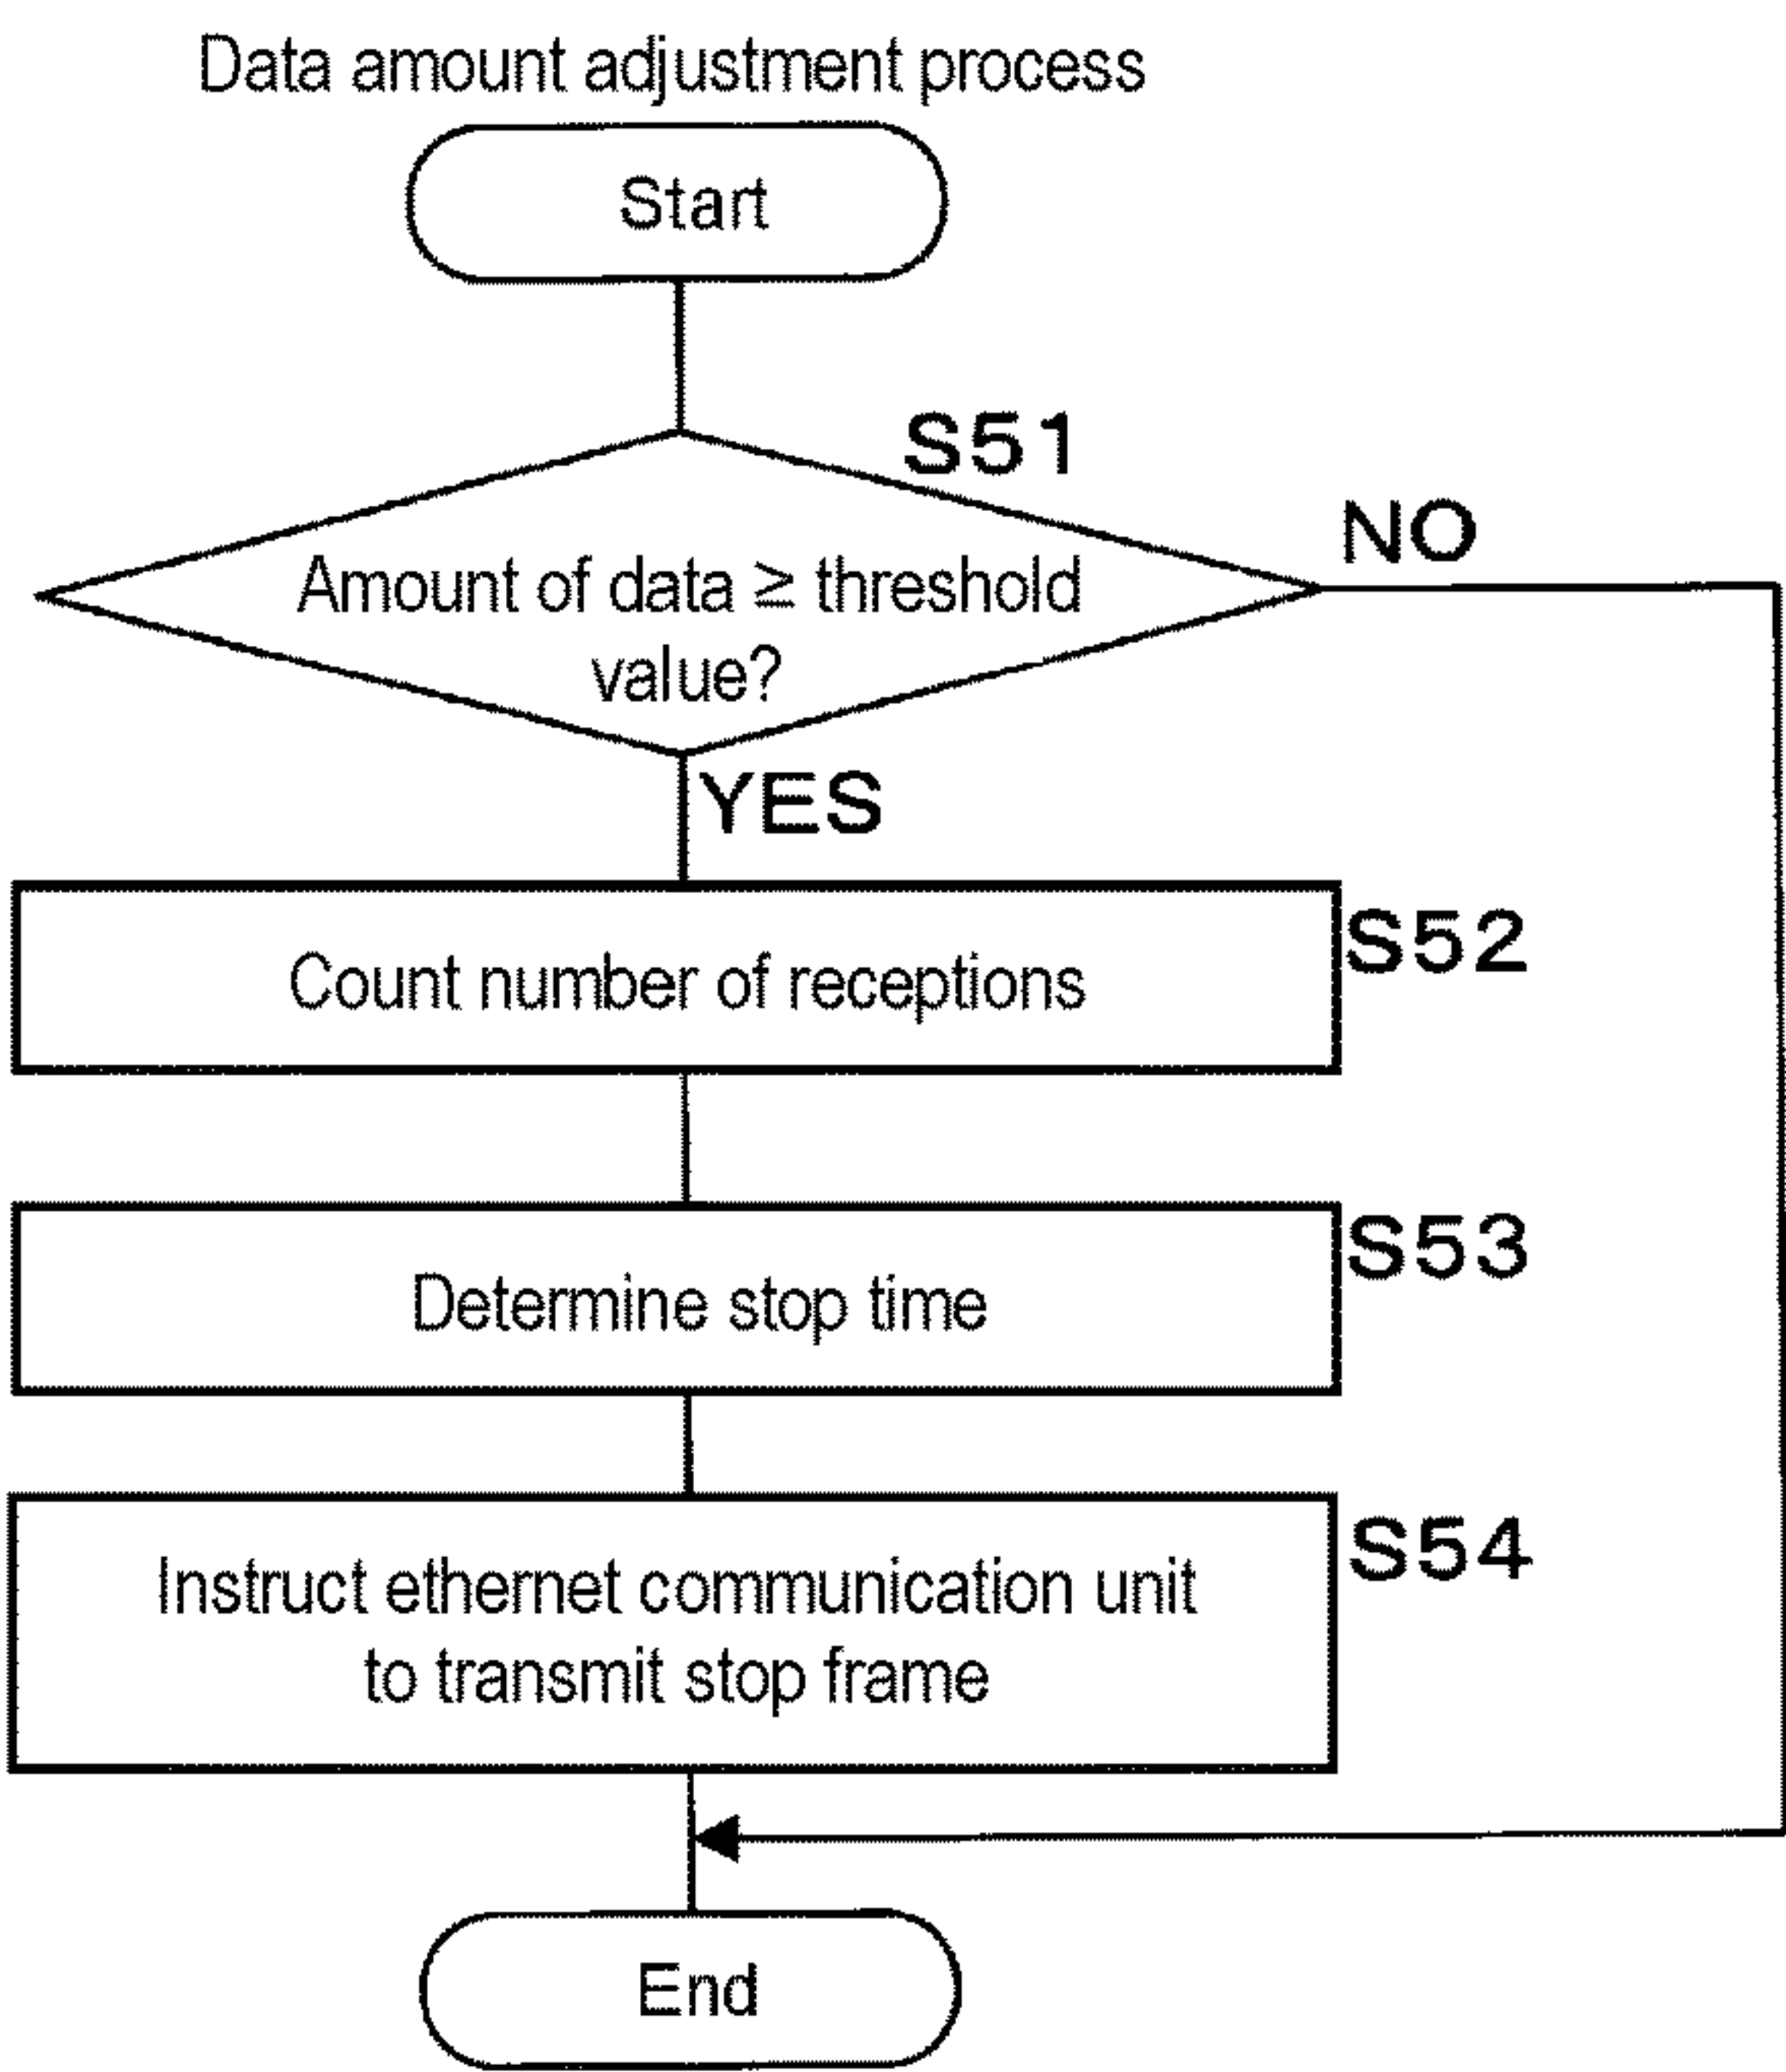 Data amount adjustment process
Start
S51
NO
Amount of data ≥ threshold
value?
YES
S52
Count number of receptions
S53
Determine stop time
S54
Instruct ethernet communication unit
to transmit stop frame
End